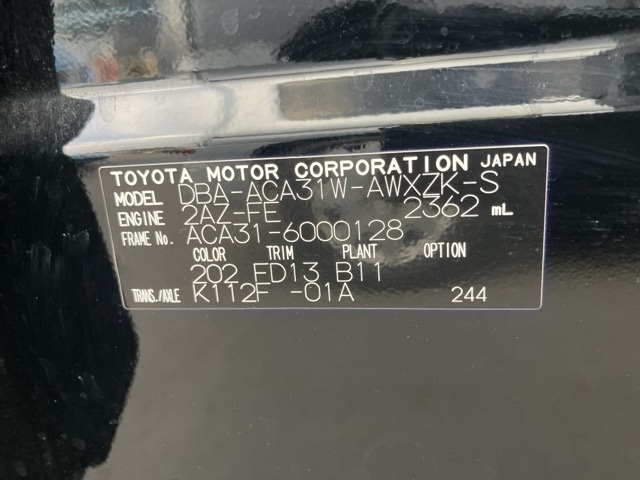 TOYOTA MOTOR CORPORATION JAPAN
MODEL DBA-ACA31W-AWXZK-S
ENGINE 2AZ-FE 2362 mL
FRAME No. ACA31-6000128
COLOR TRIM PLANT OPTION
202 FD13 B11
TRANS./AXLE K112F -01A 244